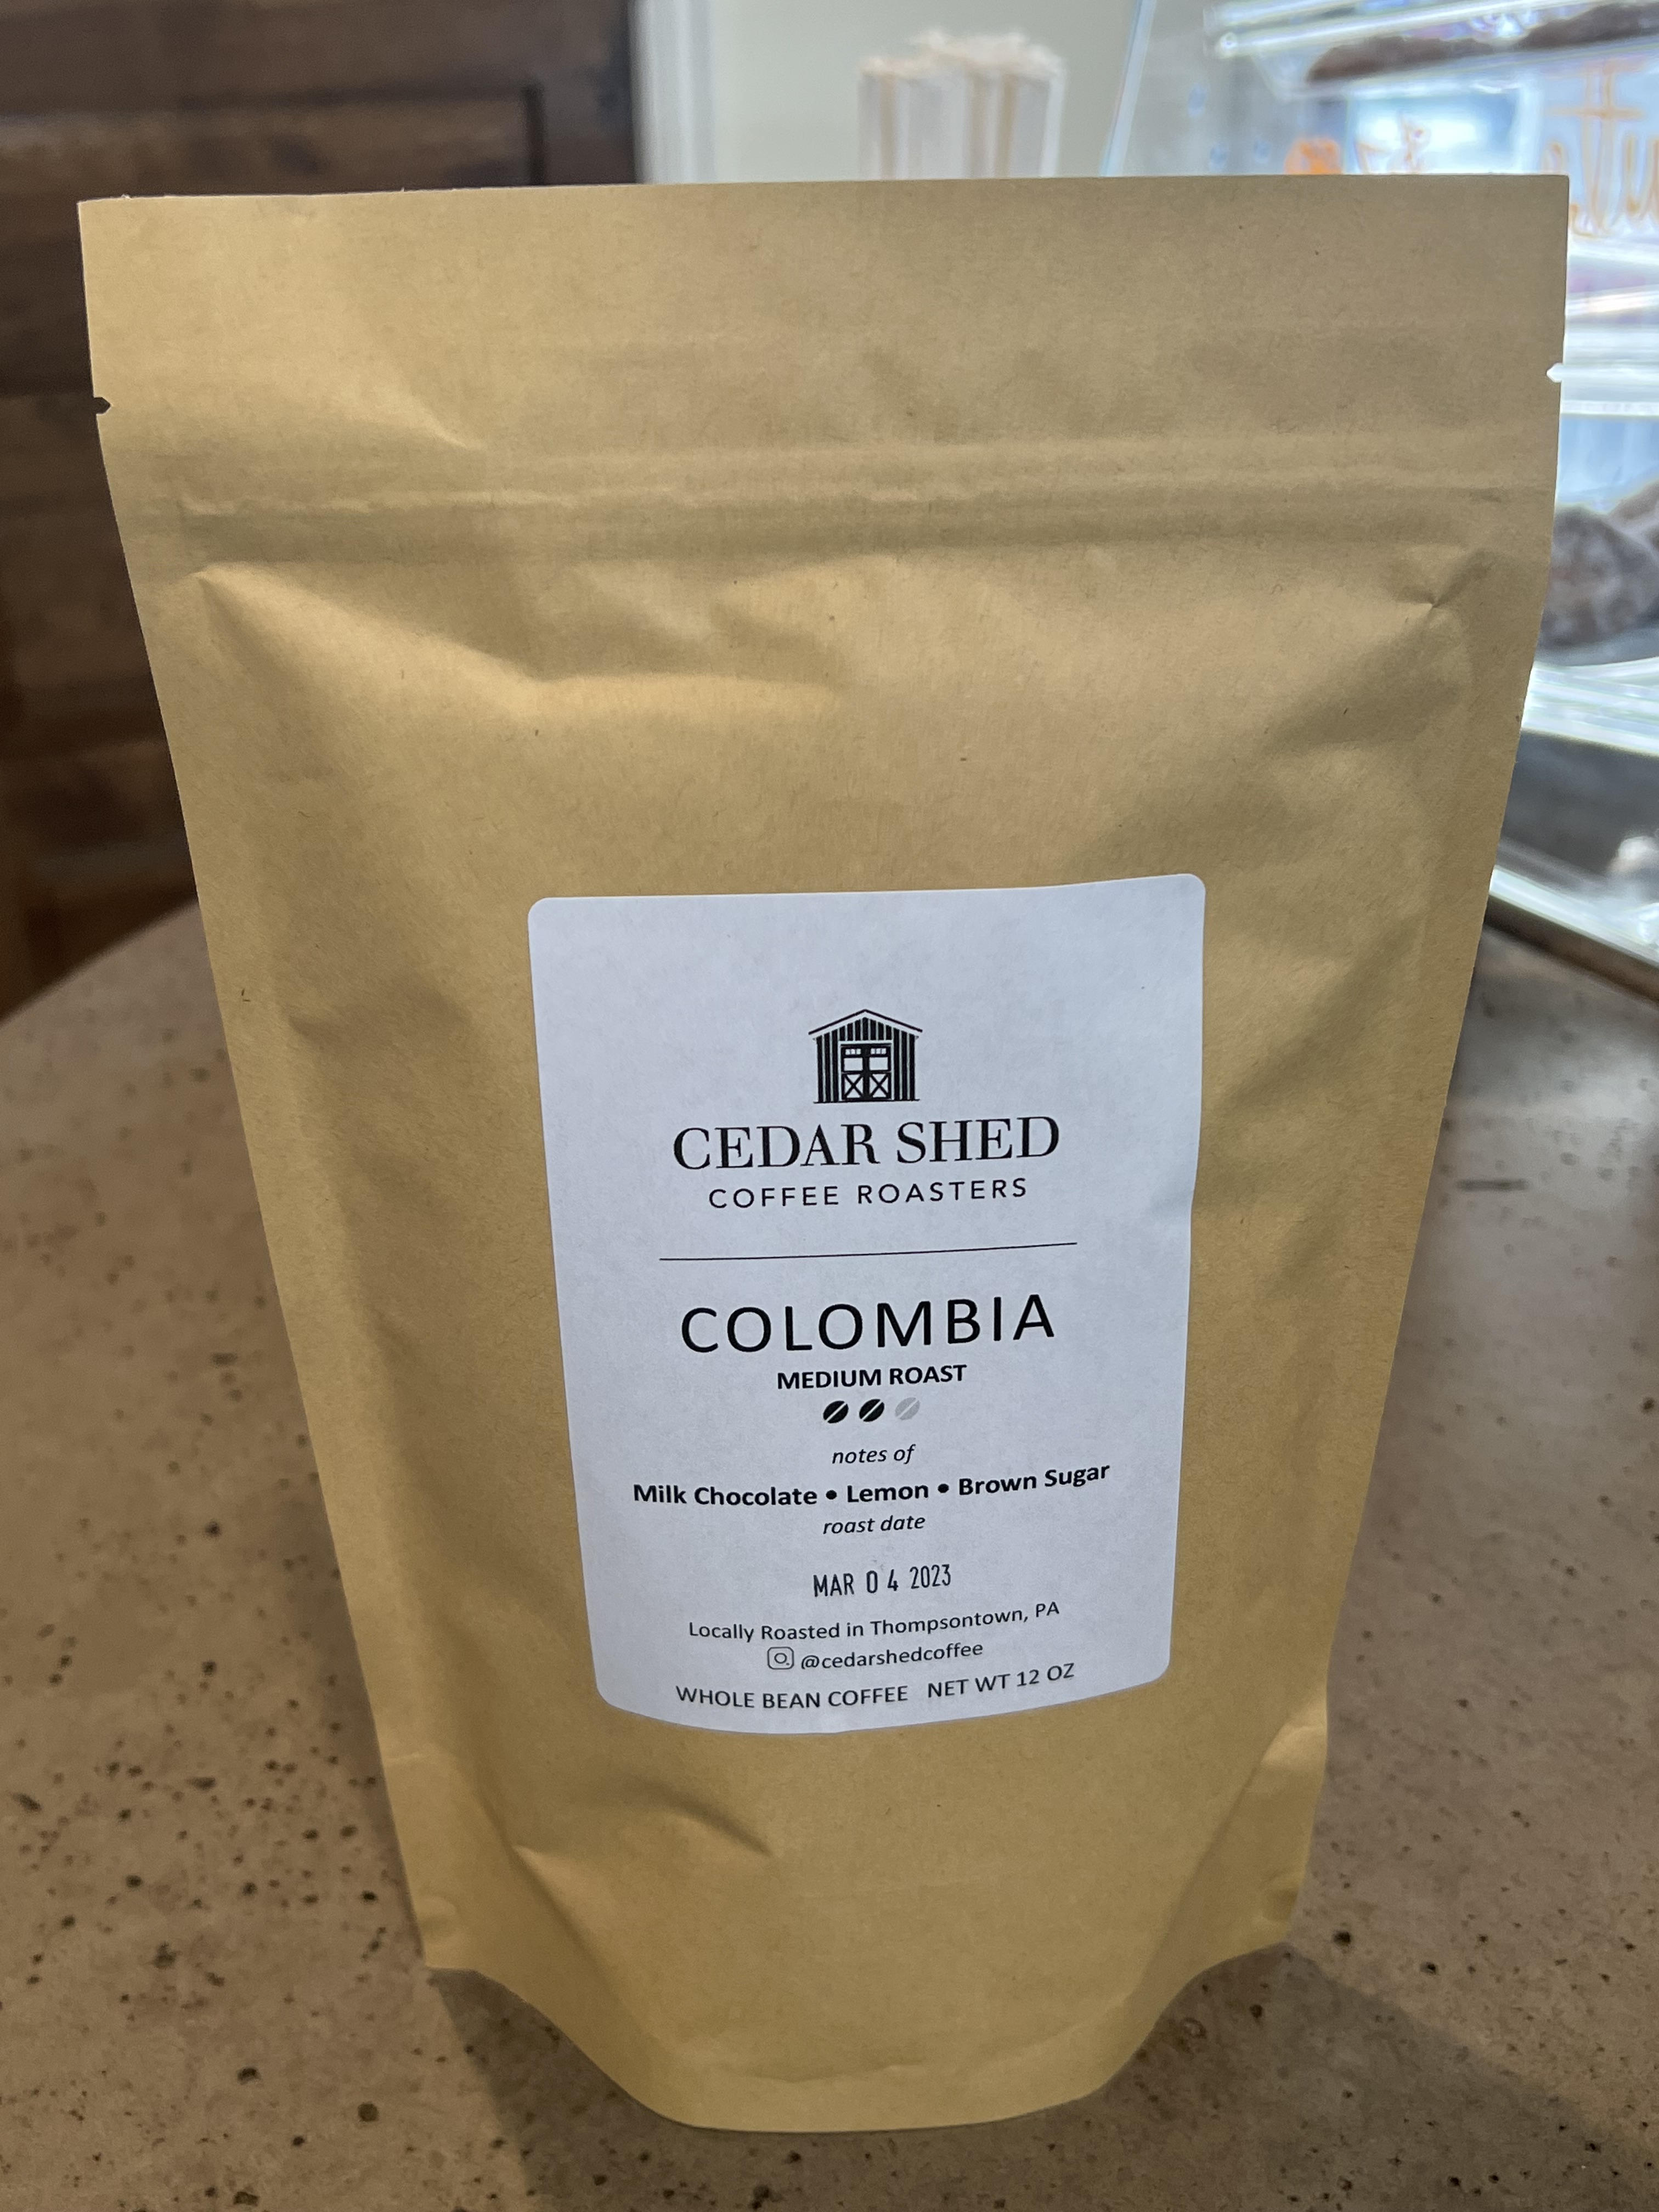 CEDAR SHED
COFFEE ROASTERS
COLOMBIA
MEDIUM ROAST
notes of
Milk Chocolate • Lemon • Brown Sugar
roast date
MAR 04 2023
Locally Roasted in Thompsontown, PA
@cedarshedcoffee
WHOLE BEAN COFFEE NET WT 12 OZ